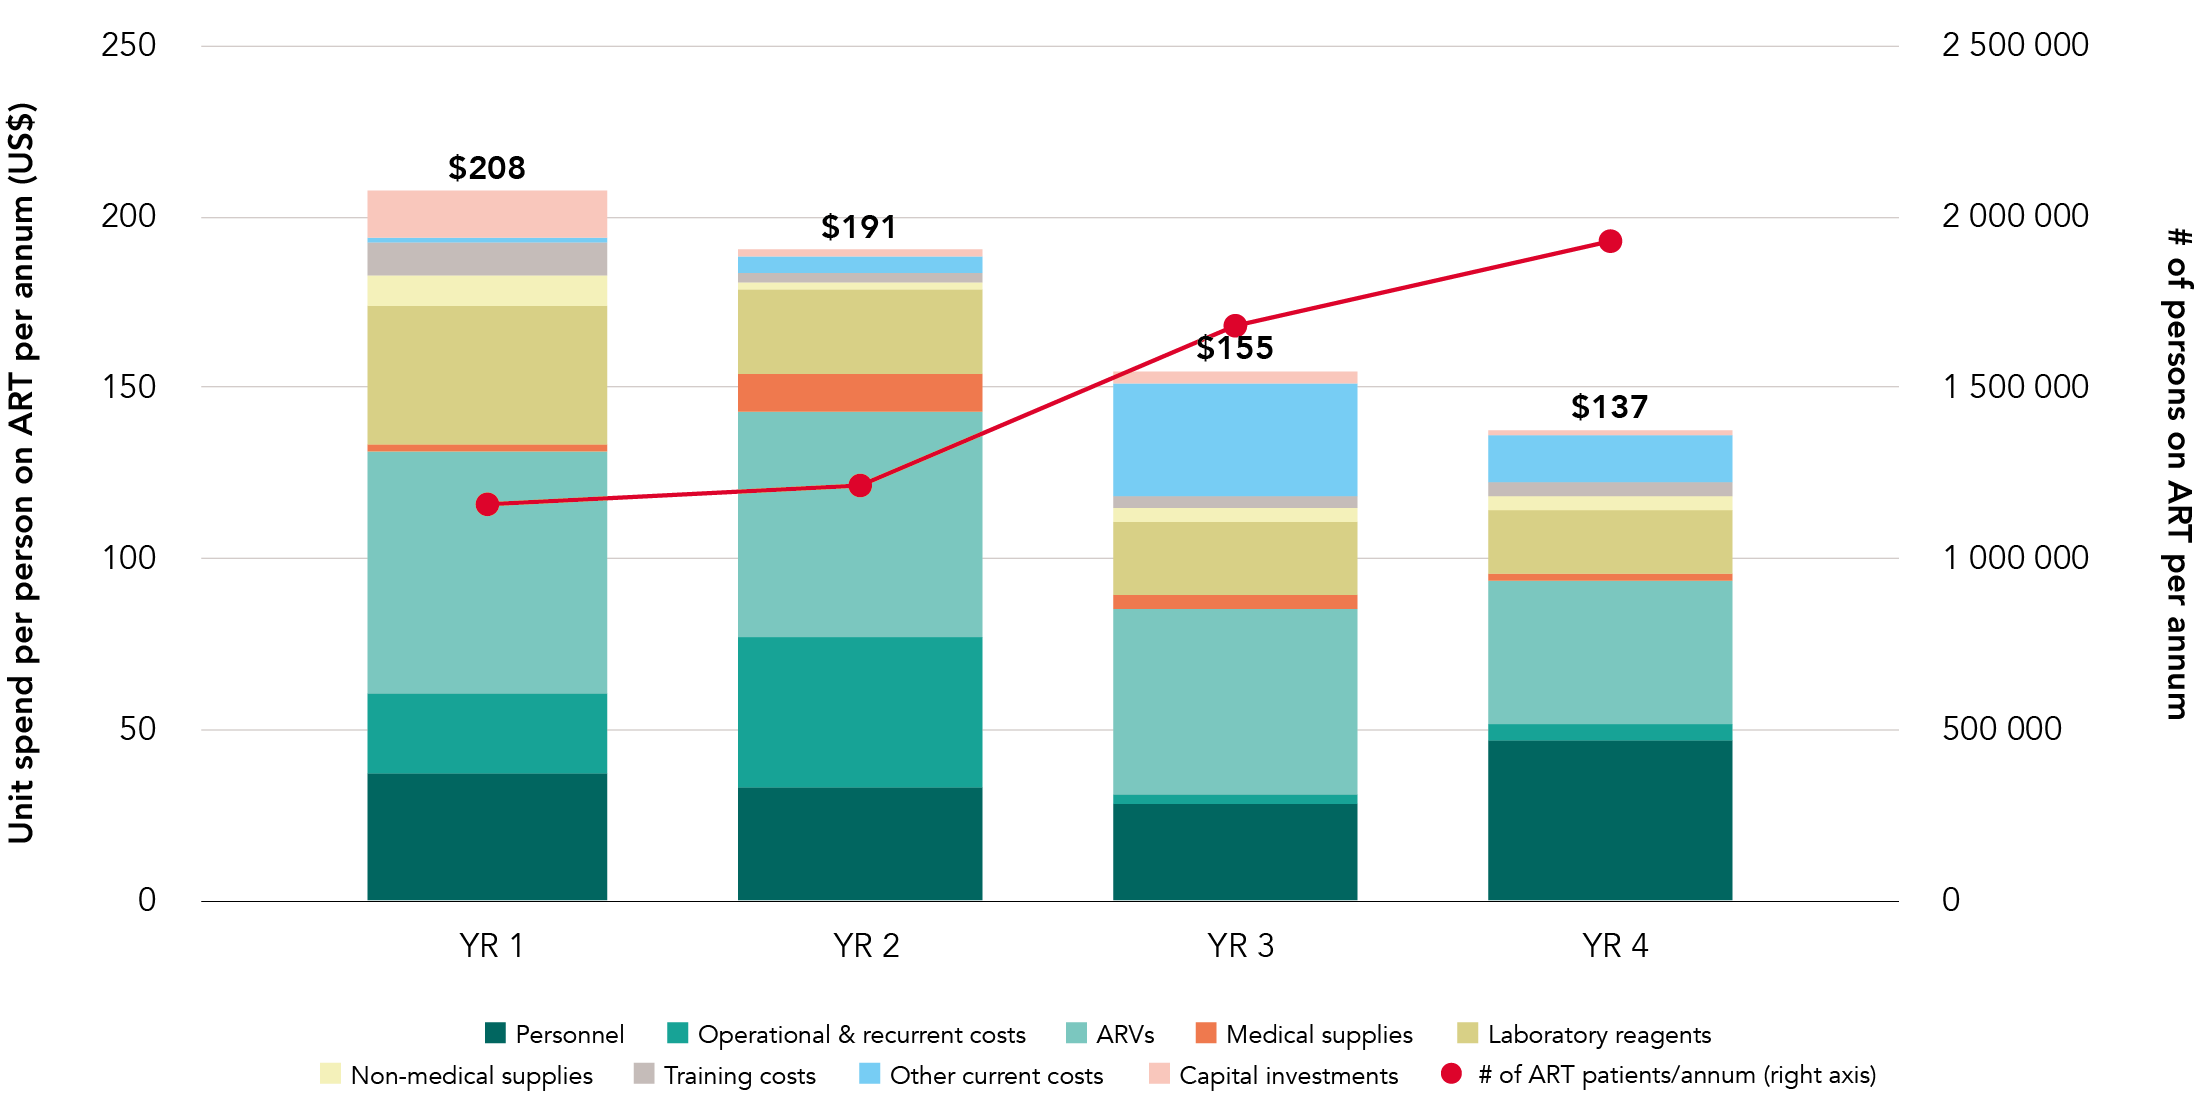 Unit spend per person on ART per annum (US$)
250
200
150
100
50
0
$208
$191
$155
$137
2 500 000
2 000 000
1 500 000
1 000 000
500 000
0
# of persons on ART per annum
YR 1
YR 2
YR 3
YR 4
Personnel
Operational & recurrent costs
ARVs
Medical supplies
Laboratory reagents
Non-medical supplies
Training costs
Other current costs
Capital investments
# of ART patients/annum (right axis)